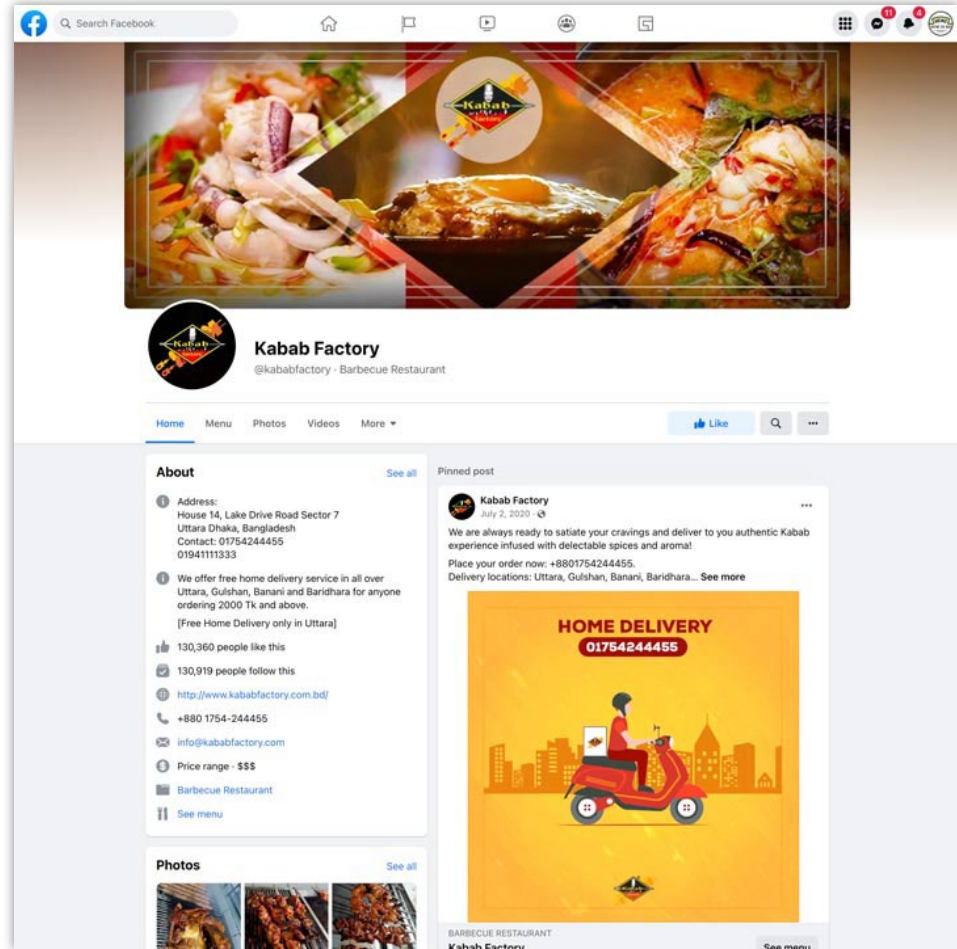 Search Facebook
11
4
Kabab
Factory
Kabab
Factory
Kabab Factory
@kababfactory · Barbecue Restaurant
Home
Menu
Photos
Videos
More
Like
About
See all
Address:
House 14, Lake Drive Road Sector 7
Uttara Dhaka, Bangladesh
Contact: 01754244455
01941111333
We offer free home delivery service in all over
Uttara, Gulshan, Banani and Baridhara for anyone
ordering 2000 Tk and above.
[Free Home Delivery only in Uttara]
130,360 people like this
130,919 people follow this
http://www.kababfactory.com.bd/
+880 1754-244455
info@kababfactory.com
Price range · $$$
Barbecue Restaurant
See menu
Photos
See all
Pinned post
Kabab Factory
July 2, 2020 ·
We are always ready to satiate your cravings and deliver to you authentic Kabab
experience infused with delectable spices and aroma!
Place your order now: +8801754244455.
Delivery locations: Uttara, Gulshan, Banani, Baridhara... See more
HOME DELIVERY
01754244455
BARBECUE RESTAURANT
Kabab Factory
See menu